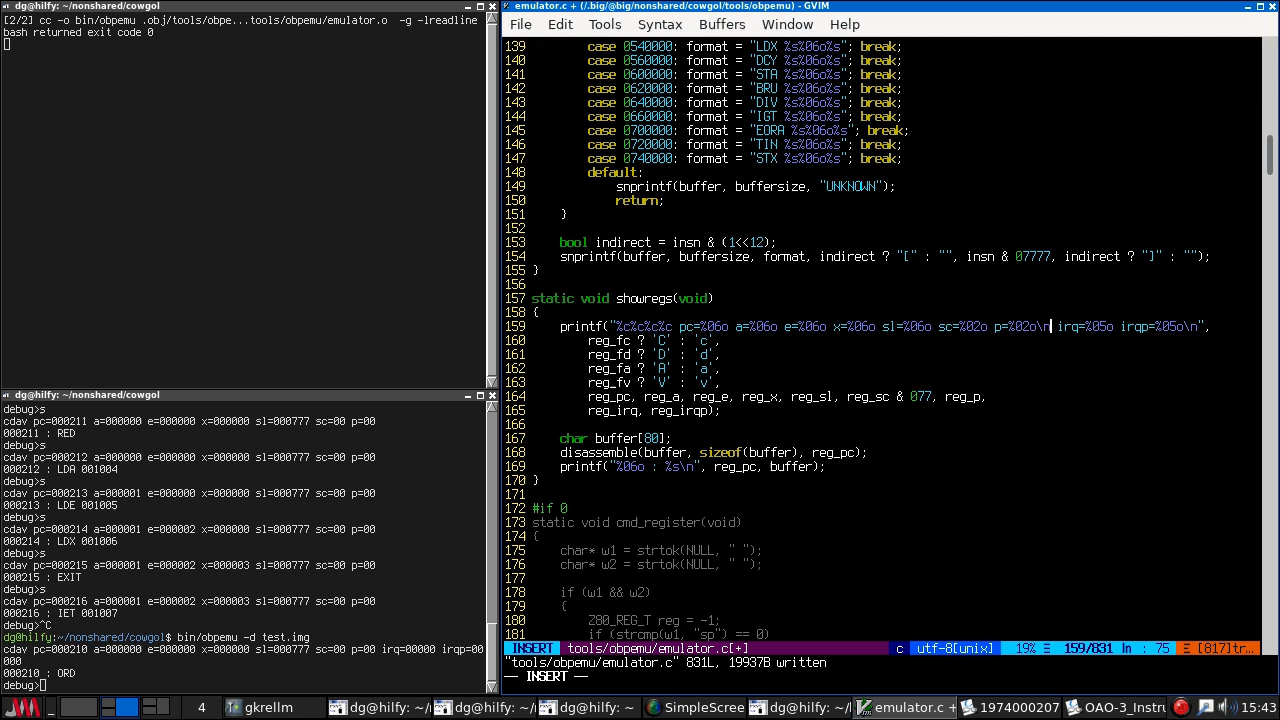 dg@hilfy: ~/nonshared/cowgol
[2/2] cc -o bin/obpemu .obj/tools/obpe...tools/obpemu/emulator.o  -g -lreadline
bash returned exit code 0
dg@hilfy: ~/nonshared/cowgol
debug>s
cdav pc=000211 a=000000 e=000000 x=000000 sl=000777 sc=00 p=00
000211 : RED
debug>s
cdav pc=000212 a=000000 e=000000 x=000000 sl=000777 sc=00 p=00
000212 : LDA 001004
debug>s
cdav pc=000213 a=000001 e=000000 x=000000 sl=000777 sc=00 p=00
000213 : LDE 001005
debug>s
cdav pc=000214 a=000001 e=000002 x=000000 sl=000777 sc=00 p=00
000214 : LDX 001006
debug>s
cdav pc=000215 a=000001 e=000002 x=000003 sl=000777 sc=00 p=00
000215 : EXIT
debug>s
cdav pc=000216 a=000001 e=000002 x=000003 sl=000777 sc=00 p=00
000216 : IET 001007
debug>^C
dg@hilfy:~/nonshared/cowgol$ bin/obpemu -d test.img
cdav pc=000210 a=000000 e=000000 x=000000 sl=000777 sc=00 p=01 irq=00000 irqp=00
000
000210 : ORD
debug>
emulator.c + (/.big/@big/nonshared/cowgol/tools/obpemu) - GVIM
File Edit Tools Syntax Buffers Window Help
139         case 0540000: format = "LDX %s%06o%s"; break;
140         case 0560000: format = "DCY %s%06o%s"; break;
141         case 0600000: format = "STA %s%06o%s"; break;
142         case 0620000: format = "BRU %s%06o%s"; break;
143         case 0640000: format = "DIV %s%06o%s"; break;
144         case 0660000: format = "IGT %s%06o%s"; break;
145         case 0700000: format = "EORA %s%06o%s"; break;
146         case 0720000: format = "TIN %s%06o%s"; break;
147         case 0740000: format = "STX %s%06o%s"; break;
148         default:
149             snprintf(buffer, buffersize, "UNKNOWN");
150             return;
151     }
152
153     bool indirect = insn & (1<<12);
154     snprintf(buffer, buffersize, format, indirect ? "[" : "", insn & 07777, indirect ? "]" : "");
155 }
156
157 static void showregs(void)
158 {
159     printf("%c%c%c%c pc=%06o a=%06o e=%06o x=%06o sl=%06o sc=%02o p=%02o\n irq=%05o irqp=%05o\n",
160         reg_fc ? 'C' : 'c',
161         reg_fd ? 'D' : 'd',
162         reg_fa ? 'A' : 'a',
163         reg_fv ? 'V' : 'v',
164         reg_pc, reg_a, reg_e, reg_x, reg_sl, reg_sc & 077, reg_p,
165         reg_irq, reg_irqp);
166
167     char buffer[80];
168     disassemble(buffer, sizeof(buffer), reg_pc);
169     printf("%06o : %s\n", reg_pc, buffer);
170 }
171
172 #if 0
173 static void cmd_register(void)
174 {
175     char* w1 = strtok(NULL, " ");
176     char* w2 = strtok(NULL, " ");
177
178     if (w1 && w2)
179     {
180         Z80_REG_T reg = -1;
181         if (strcmp(w1, "sp") == 0)
INSERT tools/obpemu/emulator.c[+] c utf-8[unix] 19% Ξ 159/831 ln : 75 Ξ [817]tr…
"tools/obpemu/emulator.c" 831L, 19937B written
-- INSERT --
4 gkrellm dg@hilfy: ~/ dg@hilfy: ~/ dg@hilfy: ~ SimpleScree dg@hilfy: ~/ emulator.c + 1974000207 OAO-3_Instru 15:43